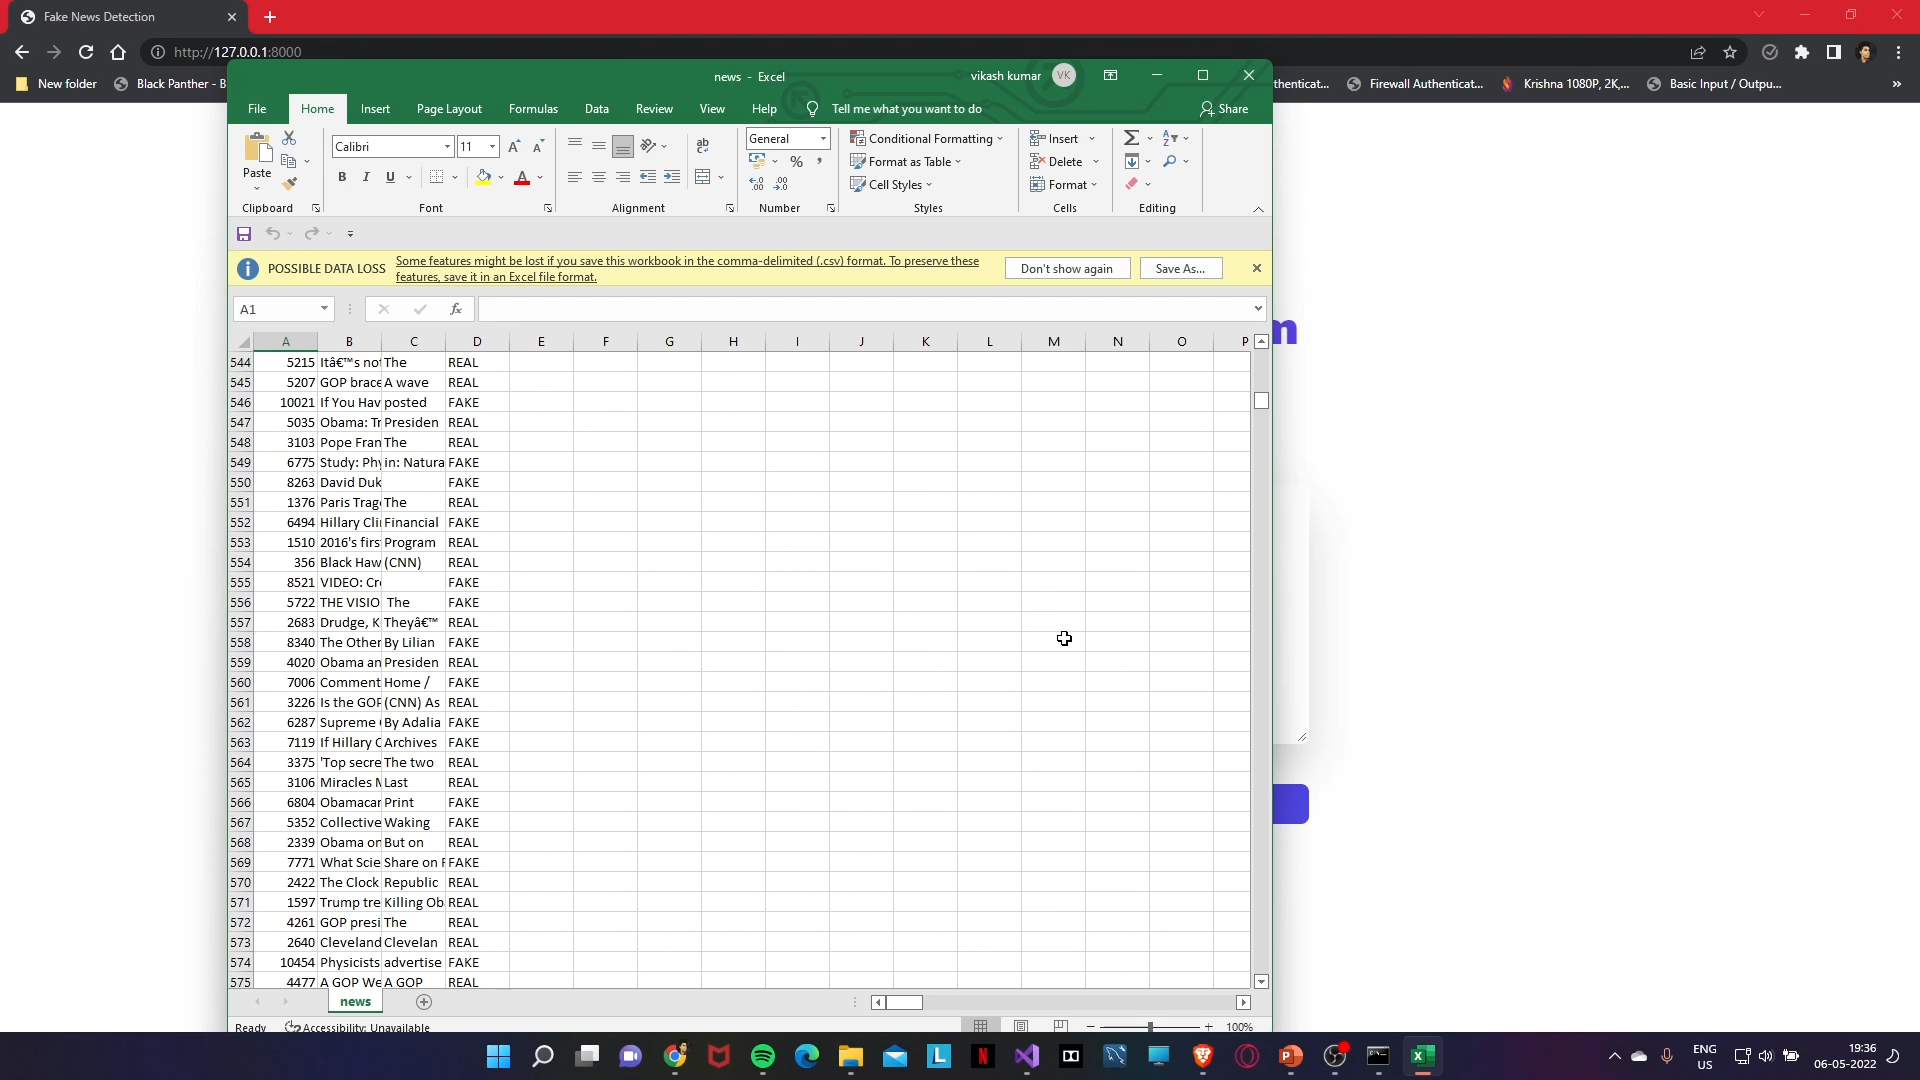 Fake News Detection
http://127.0.0.1:8000
New folder
Black Panther - B
thenticat...
Firewall Authenticat...
Krishna 1080P, 2K,...
Basic Input / Outpu...
»
news - Excel
vikash kumar
VK
File
Home
Insert
Page Layout
Formulas
Data
Review
View
Help
Tell me what you want to do
Share
Paste
Calibri
11
General
Conditional Formatting
Format as Table
Cell Styles
Insert
Delete
Format
Clipboard
Font
Alignment
Number
Styles
Cells
Editing
POSSIBLE DATA LOSS
Some features might be lost if you save this workbook in the comma-delimited (.csv) format. To preserve these
features, save it in an Excel file format.
Don't show again
Save As...
A1
fx
m
A B C D E F G H I J K L M N O P
544 5215 Itâ€™s not The REAL
545 5207 GOP brace A wave REAL
546 10021 If You Hav posted FAKE
547 5035 Obama: Tr Presiden REAL
548 3103 Pope Fran The REAL
549 6775 Study: Phy in: Natura FAKE
550 8263 David Duk FAKE
551 1376 Paris Trage The REAL
552 6494 Hillary Cli Financial FAKE
553 1510 2016's firs Program REAL
554 356 Black Haw (CNN) REAL
555 8521 VIDEO: Cr FAKE
556 5722 THE VISIO The FAKE
557 2683 Drudge, K Theyâ€™ REAL
558 8340 The Other By Lilian FAKE
559 4020 Obama an Presiden REAL
560 7006 Comment Home / FAKE
561 3226 Is the GOP (CNN) As REAL
562 6287 Supreme By Adalia FAKE
563 7119 If Hillary C Archives FAKE
564 3375 'Top secre The two REAL
565 3106 Miracles M Last REAL
566 6804 Obamacar Print FAKE
567 5352 Collective Waking FAKE
568 2339 Obama on But on REAL
569 7771 What Scie Share on F FAKE
570 2422 The Clock Republic REAL
571 1597 Trump tre Killing Ob REAL
572 4261 GOP presi The REAL
573 2640 Cleveland Clevelan REAL
574 10454 Physicists advertise FAKE
575 4477 A GOP We A GOP REAL
news
Ready
Accessibility: Unavailable
100%
ENG
US
19:36
06-05-2022